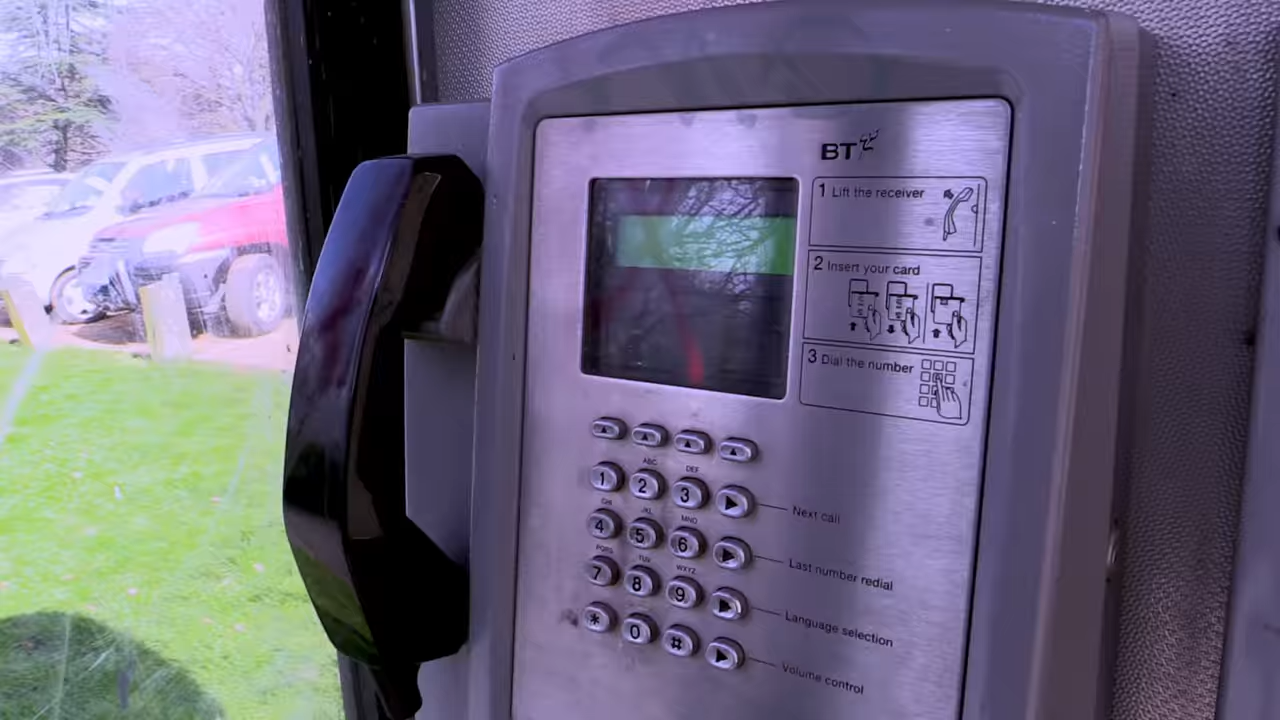 BT
1 Lift the receiver
2 Insert your card
3 Dial the number
ABC DEF
1 2 3 Next call
GHI JKL MNO
4 5 6 Last number redial
PQRS TUV WXYZ
7 8 9 Language selection
* 0 # Volume control